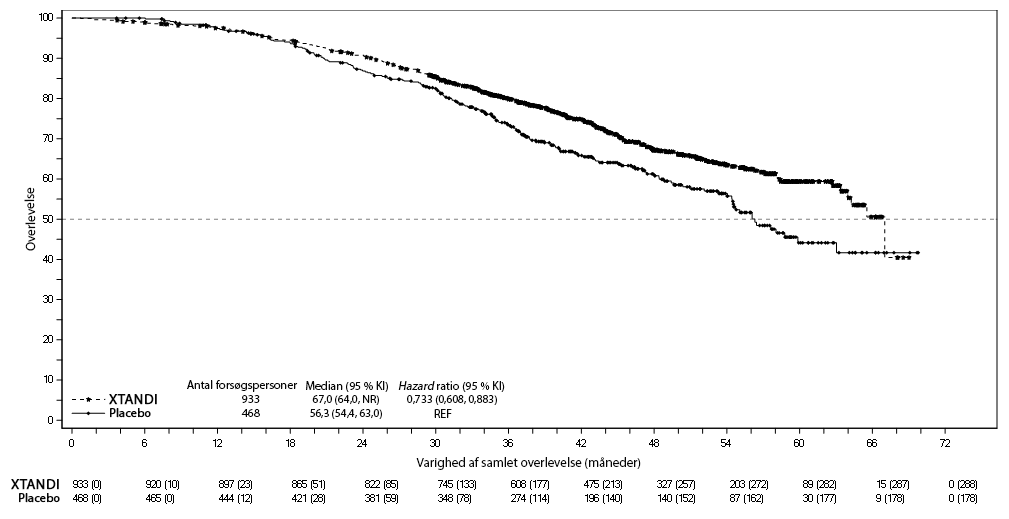 100
90
80
70
60
50
40
30
20
10
0
Overlevelse
Antal forsøgspersoner Median (95 % KI) Hazard ratio (95 % KI)
XTANDI 933 67,0 (64,0, NR) 0,733 (0,608, 0,883)
Placebo 468 56,3 (54,4, 63,0) REF
0 6 12 18 24 30 36 42 48 54 60 66 72
Varighed af samlet overlevelse (måneder)
XTANDI 933 (0) 920 (10) 897 (23) 865 (51) 822 (85) 745 (133) 608 (177) 475 (213) 327 (257) 203 (272) 89 (282) 15 (287) 0 (288)
Placebo 468 (0) 465 (0) 444 (12) 421 (28) 381 (59) 348 (78) 274 (114) 196 (140) 140 (152) 87 (162) 30 (177) 9 (178) 0 (178)